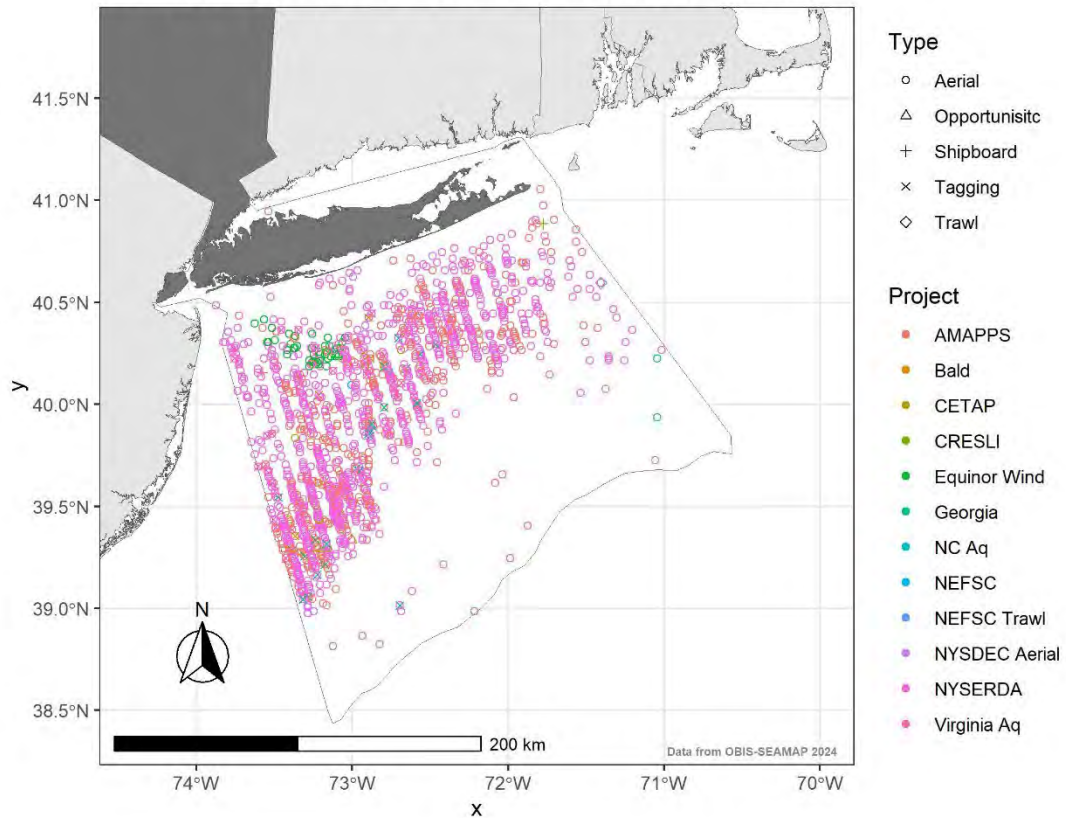 41.5°N
41.0°N
40.5°N
40.0°N
39.5°N
39.0°N
38.5°N
y
N
200 km
Data from OBIS-SEAMAP 2024
74°W
73°W
72°W
71°W
70°W
x
Type
Aerial
Opportunisitc
Shipboard
Tagging
Trawl
Project
AMAPPS
Bald
CETAP
CRESLI
Equinor Wind
Georgia
NC Aq
NEFSC
NEFSC Trawl
NYSDEC Aerial
NYSERDA
Virginia Aq